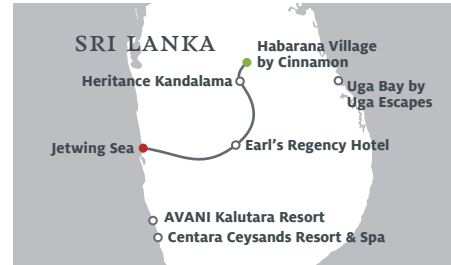 SRI LANKA
Habarana Village
by Cinnamon
Heritance Kandalama
Uga Bay by
Uga Escapes
Jetwing Sea
Earl's Regency Hotel
AVANI Kalutara Resort
Centara Ceysands Resort & Spa